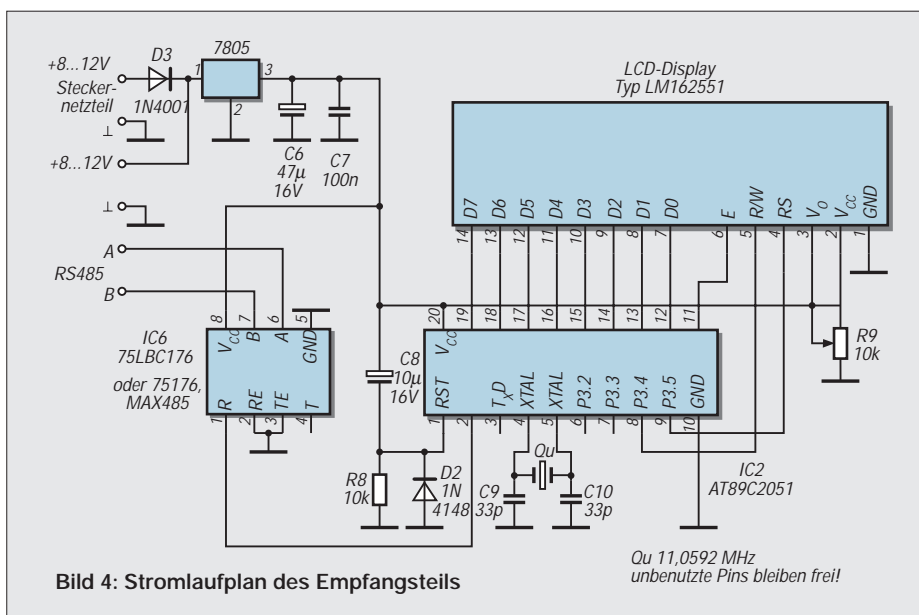 +8...12V
Stecker-
netzteil
⊥
+8...12V
⊥
A
RS485
B
D3
1N4001
7805
1
3
2
C6
47µ
16V
C7
100n
LCD-Display
Typ LM162551
D7
D6
D5
D4
D3
D2
D1
D0
E
R/W
RS
VO
VCC
GND
14
13
12
11
10
9
8
7
6
5
4
3
2
1
IC6
75LBC176
oder 75176,
MAX485
8
7
6
5
VCC
B
A
GND
R
RE
TE
T
1
2
3
4
C8
10µ
16V
20
19
18
17
16
15
14
13
12
11
VCC
RST
TXD
XTAL
XTAL
P3.2
P3.3
P3.4
P3.5
GND
1
2
3
4
5
6
7
8
9
10
R9
10k
IC2
AT89C2051
R8
10k
D2
1N
4148
C9
33p
Qu
C10
33p
Qu 11,0592 MHz
unbenutzte Pins bleiben frei!
Bild 4: Stromlaufplan des Empfangsteils